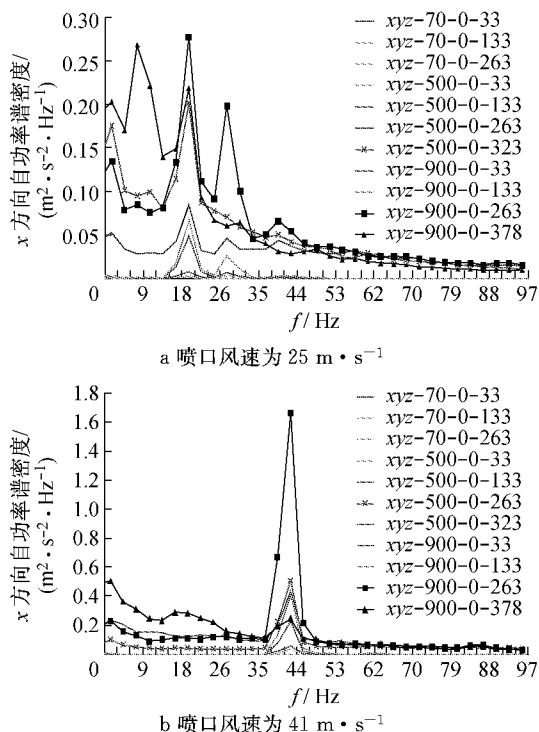 x 方向自功率谱密度/
(m²·s⁻²·Hz⁻¹)
0.30
0.25
0.20
0.15
0.10
0.05
0 9 18 26 35 44 53 62 70 79 88 97
f/Hz
xyz-70-0-33
xyz-70-0-133
xyz-70-0-263
xyz-500-0-33
xyz-500-0-133
xyz-500-0-263
xyz-500-0-323
xyz-900-0-33
xyz-900-0-133
xyz-900-0-263
xyz-900-0-378
a 喷口风速为 25 m·s⁻¹
x 方向自功率谱密度/
(m²·s⁻²·Hz⁻¹)
1.8
1.6
1.4
1.2
1.0
0.8
0.6
0.4
0.2
0 9 18 26 35 44 53 62 70 79 88 97
f/Hz
xyz-70-0-33
xyz-70-0-133
xyz-70-0-263
xyz-500-0-33
xyz-500-0-133
xyz-500-0-263
xyz-500-0-323
xyz-900-0-33
xyz-900-0-133
xyz-900-0-263
xyz-900-0-378
b 喷口风速为 41 m·s⁻¹